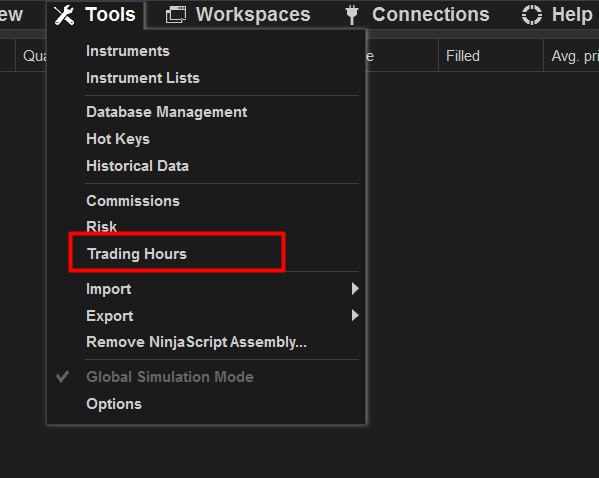 ew Tools Workspaces Connections Help
Qua e Filled Avg. pri
Instruments
Instrument Lists
Database Management
Hot Keys
Historical Data
Commissions
Risk
Trading Hours
Import
Export
Remove NinjaScript Assembly...
Global Simulation Mode
Options